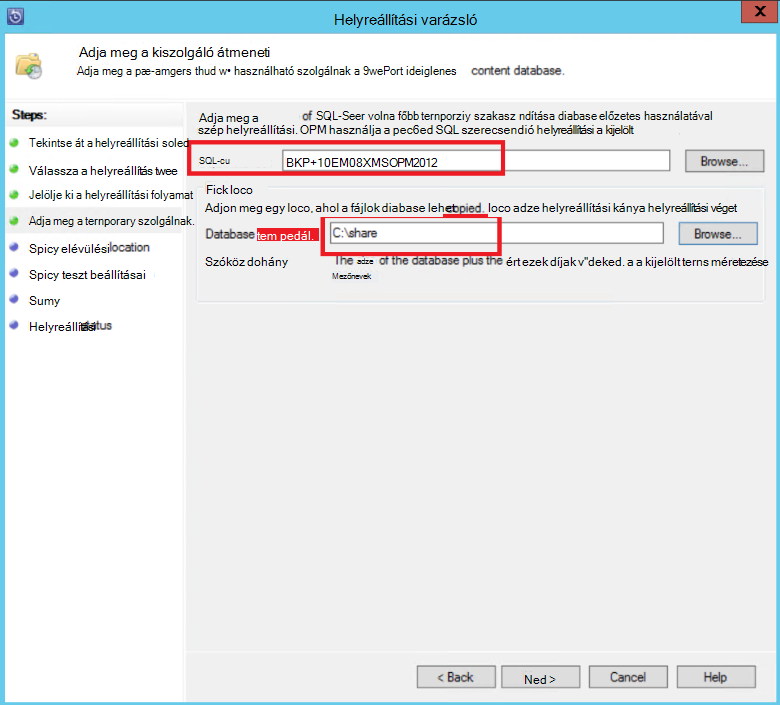 Helyreállítási varázsló
X
Adja meg a kiszolgáló átmeneti
Adja meg a pæ-amgers thud w• használható szolgálnak a 9wePort ideiglenes content database.
Steps:
Tekintse át a helyreállítási soled
Válassza a helyreállítás twee
Jelölje ki a helyreállítási folyamat
Adja meg a ternporary szolgálnak.
Spicy elévülési location
Spicy teszt beállításai
Sumy
Helyreállítási status
Adja meg a of SQL-Seer volna főbb ternporziy szakasz ndítása diabase előzetes használatával
szép helyreállítási. OPM használja a pec6ed SQL szerecsendió helyreállítási a kijelölt
SQL-cu BKP+10EM08XMSOPM2012 Browse...
Fick loco
Adjon meg egy loco, ahol a fájlok diabase lehet copied. loco adze helyreállítási kánya helyreállítási véget
Database tem pedál. C:\share Browse...
Szóköz dohány The adze of the database plus the ért ezek díjak v"deked. a a kijelölt terns méretezése
Mezőnevek
< Back Ned > Cancel Help